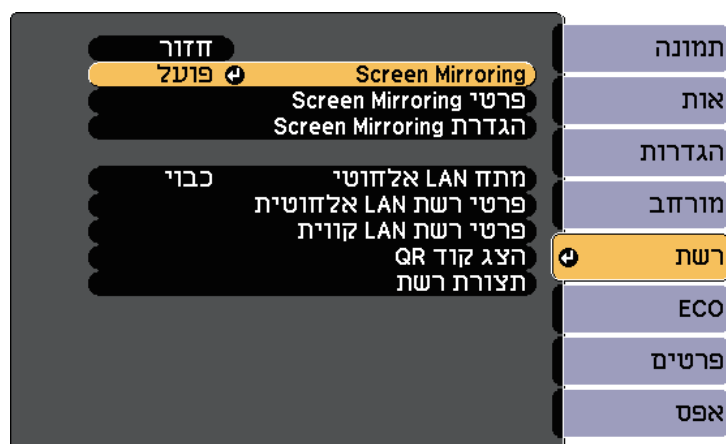 תמונה
אות
הגדרות
מורחב
רשת
ECO
פרטים
אפס
חזור
Screen Mirroring פועל
פרטי Screen Mirroring
הגדרת Screen Mirroring
מתח LAN אלחוטי כבוי
פרטי רשת LAN אלחוטית
פרטי רשת LAN קווית
הצג קוד QR
תצורת רשת